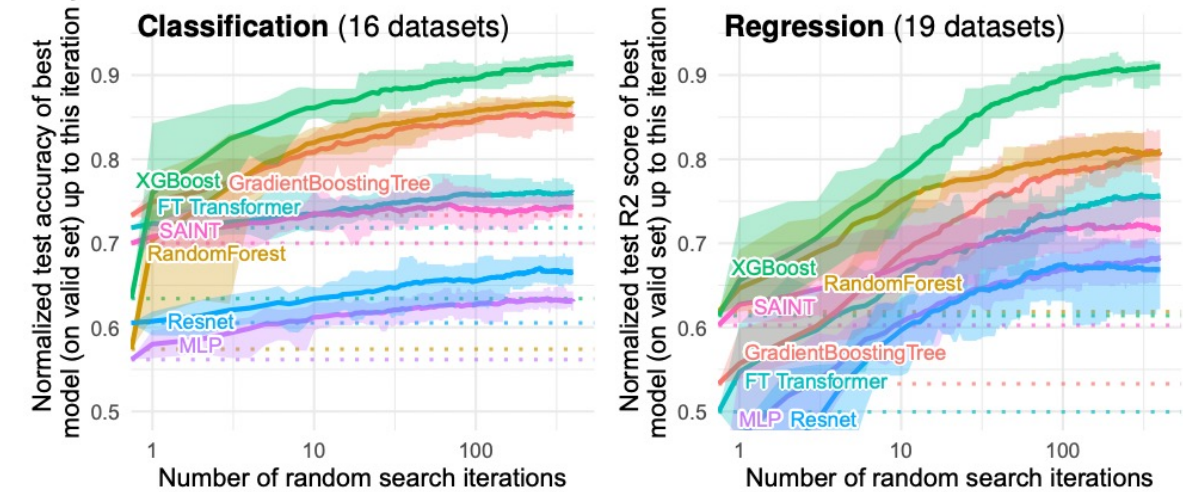 Classification (16 datasets)
Normalized test accuracy of best
model (on valid set) up to this iteration
0.9
0.8
0.7
0.6
0.5
XGBoost
GradientBoostingTree
FT Transformer
SAINT
RandomForest
Resnet
MLP
1
10
100
Number of random search iterations
Regression (19 datasets)
Normalized test R2 score of best
model (on valid set) up to this iteration
0.9
0.8
0.7
0.6
0.5
XGBoost
RandomForest
SAINT
GradientBoostingTree
FT Transformer
MLP Resnet
1
10
100
Number of random search iterations